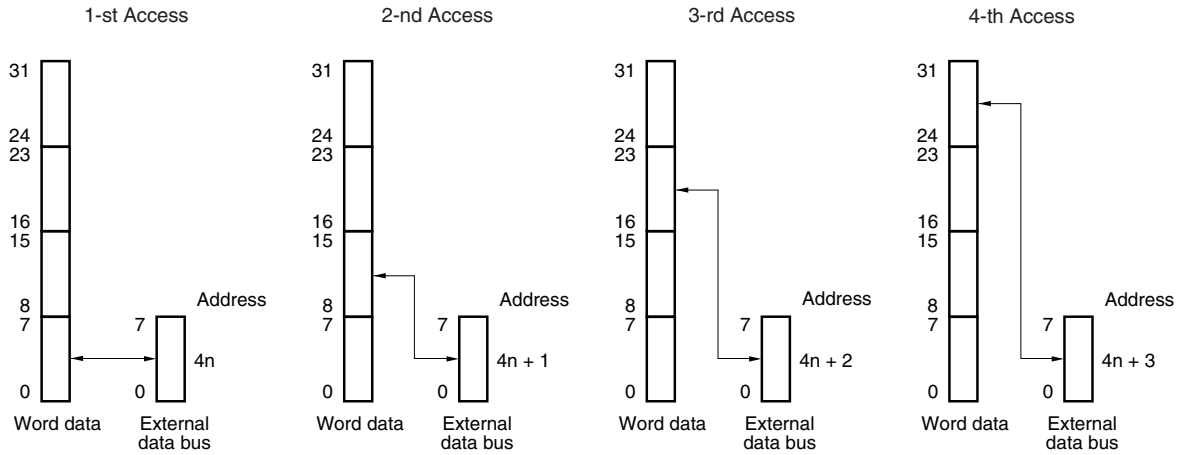 1-st Access
2-nd Access
3-rd Access
4-th Access
31
24
23
16
15
8
7
0
Word data
Address
7
4n
0
External
data bus
31
24
23
16
15
8
7
0
Word data
Address
7
4n + 1
0
External
data bus
31
24
23
16
15
8
7
0
Word data
Address
7
4n + 2
0
External
data bus
31
24
23
16
15
8
7
0
Word data
Address
7
4n + 3
0
External
data bus